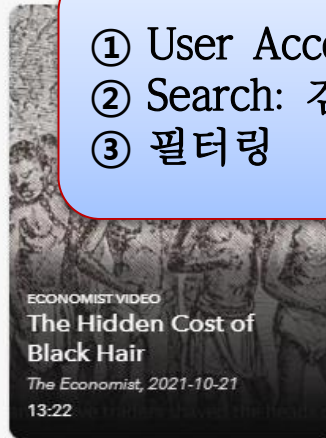 ① User Acc
② Search:
③ 필터링
ECONOMIST VIDEO
The Hidden Cost of
Black Hair
The Economist, 2021-10-21
13:22